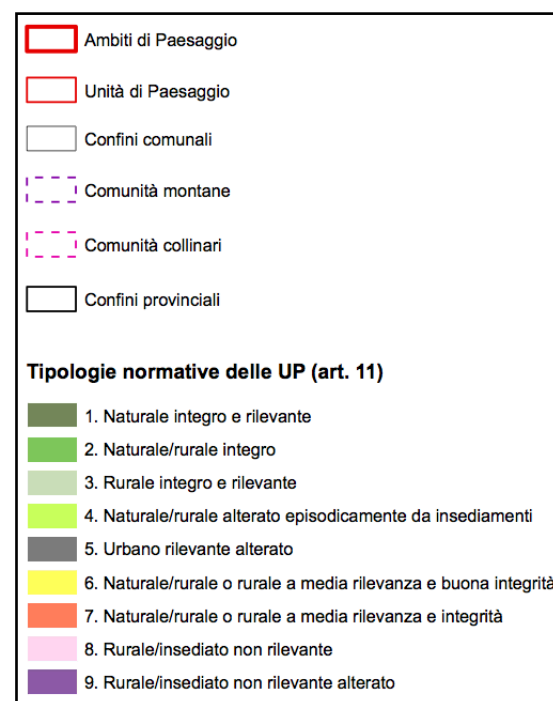 Ambiti di Paesaggio
Unità di Paesaggio
Confini comunali
Comunità montane
Comunità collinari
Confini provinciali
Tipologie normative delle UP (art. 11)
1. Naturale integro e rilevante
2. Naturale/rurale integro
3. Rurale integro e rilevante
4. Naturale/rurale alterato episodicamente da insediamenti
5. Urbano rilevante alterato
6. Naturale/rurale o rurale a media rilevanza e buona integrità
7. Naturale/rurale o rurale a media rilevanza e integrità
8. Rurale/insediato non rilevante
9. Rurale/insediato non rilevante alterato